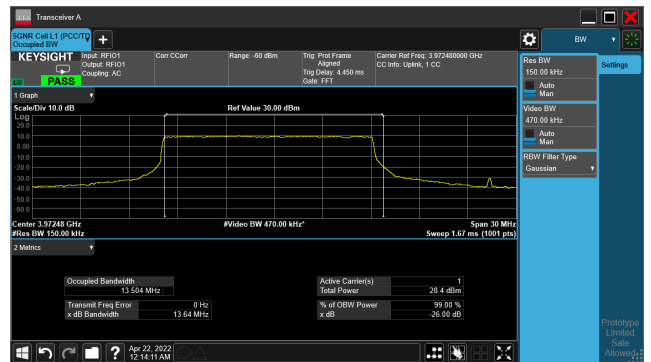 Transceiver A
5GNR Cell L1 (PCC/T
Occupied BW
BW
KEYSIGHT
Input: RFIO1
Output: RFIO1
Coupling: AC
Corr CCorr
Range: -60 dBm
Trig: Prot Frame
Aligned
Trig Delay: 4.450 ms
Gate: FFT
Carrier Ref Freq: 3.972480000 GHz
CC Info: Uplink, 1 CC
PASS
Res BW
150.00 kHz
Auto
Man
Settings
Video BW
470.00 kHz
Auto
Man
RBW Filter Type
Gaussian
1 Graph
Scale/Div 10.0 dB
Ref Value 30.00 dBm
Log
20.0
10.0
0.00
-10.0
-20.0
-30.0
-40.0
-50.0
-60.0
Center 3.97248 GHz
#Video BW 470.00 kHz*
Span 30 MHz
#Res BW 150.00 kHz
Sweep 1.67 ms (1001 pts)
2 Metrics
Occupied Bandwidth
13.504 MHz
Active Carrier(s) 1
Total Power 28.4 dBm
Transmit Freq Error 0 Hz
x dB Bandwidth 13.64 MHz
% of OBW Power 99.00 %
x dB -26.00 dB
Prototype
Limited
Sale
Allowed
Apr 22, 2022
12:14:11 AM